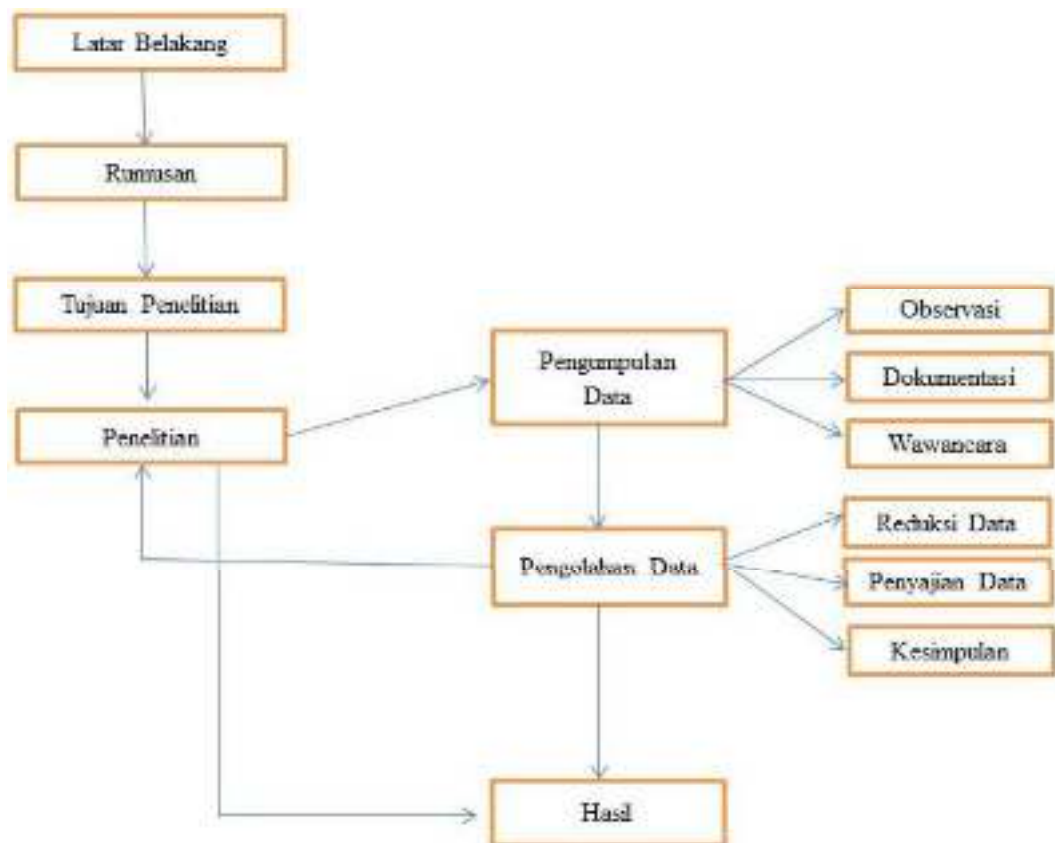 Latar Belakang
Rumusan
Tujuan Penelitian
Penelitian
Pengumpulan
Data
Observasi
Dokumentasi
Wawancara
Pengolahan Data
Reduksi Data
Penyajian Data
Kesimpulan
Hasil